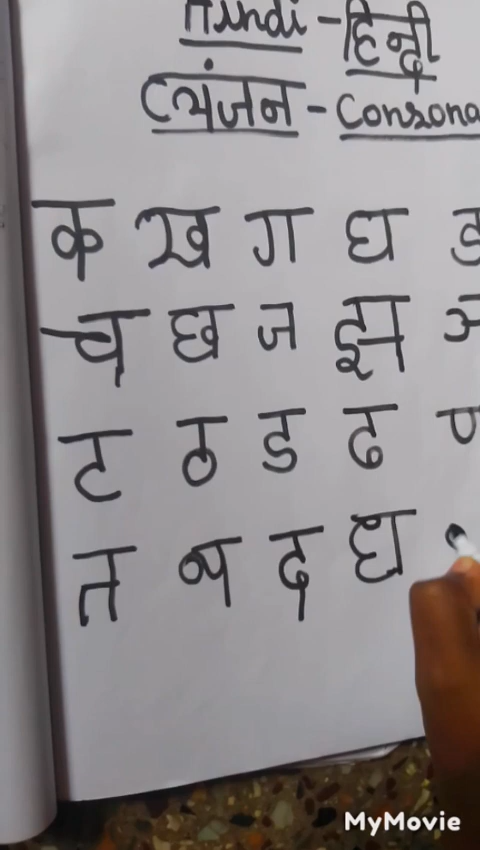 Hindi - हिन्दी
व्यंजन - Consona
क ख ग घ ङ
च छ ज झ ञ
ट ठ ड ढ ण
त थ द ध
MyMovie